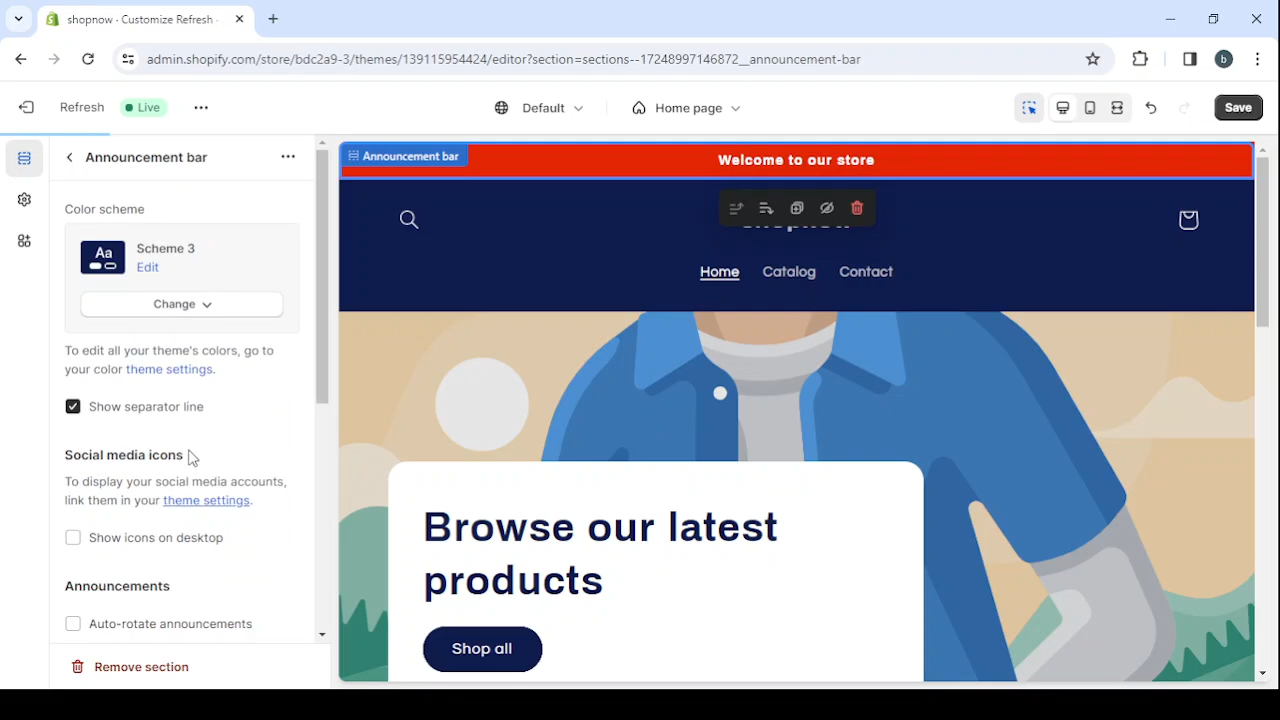 shopnow · Customize Refresh ·
admin.shopify.com/store/bdc2a9-3/themes/139115954424/editor?section=sections--17248997146872__announcement-bar
b
Refresh
Live
Default
Home page
Save
Announcement bar
Color scheme
Aa
Scheme 3
Edit
Change
To edit all your theme's colors, go to
your color theme settings.
Show separator line
Social media icons
To display your social media accounts,
link them in your theme settings.
Show icons on desktop
Announcements
Auto-rotate announcements
Remove section
Announcement bar
Welcome to our store
Home Catalog Contact
Browse our latest
products
Shop all